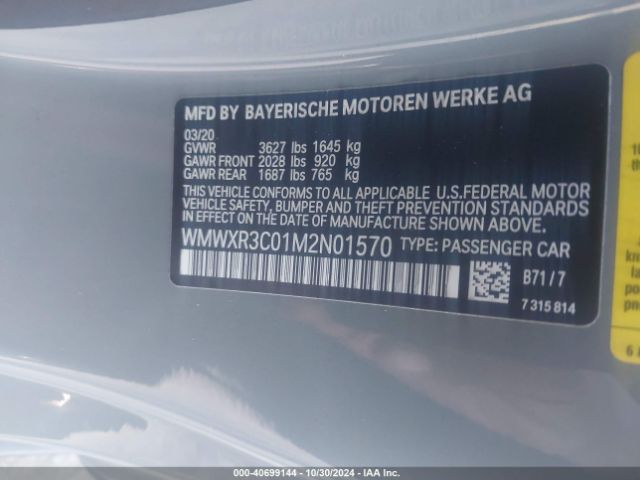 MFD BY BAYERISCHE MOTOREN WERKE AG
03/20
GVWR 3627 lbs 1645 kg
GAWR FRONT 2028 lbs 920 kg
GAWR REAR 1687 lbs 765 kg
THIS VEHICLE CONFORMS TO ALL APPLICABLE U.S.FEDERAL MOTOR
VEHICLE SAFETY, BUMPER AND THEFT PREVENTION STANDARDS
IN EFFECT ON THE DATE OF MANUFACTURE SHOWN ABOVE.
WMWXR3C01M2N01570 TYPE: PASSENGER CAR
B71/7
7 315 814
000-40699144 - 10/30/2024 - IAA Inc.